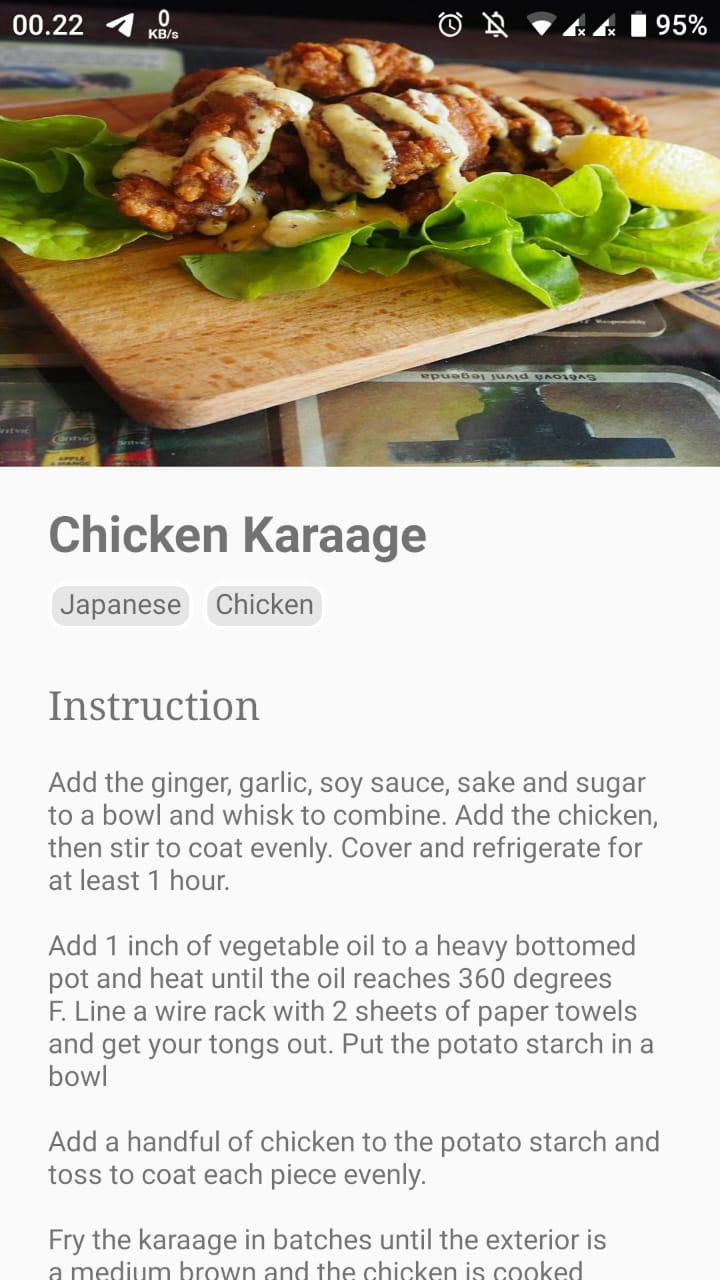 00.22 0 KB/s 95%
Světová pivní legenda
Chicken Karaage
Japanese Chicken
Instruction
Add the ginger, garlic, soy sauce, sake and sugar
to a bowl and whisk to combine. Add the chicken,
then stir to coat evenly. Cover and refrigerate for
at least 1 hour.
Add 1 inch of vegetable oil to a heavy bottomed
pot and heat until the oil reaches 360 degrees
F. Line a wire rack with 2 sheets of paper towels
and get your tongs out. Put the potato starch in a
bowl
Add a handful of chicken to the potato starch and
toss to coat each piece evenly.
Fry the karaage in batches until the exterior is
a medium brown and the chicken is cooked